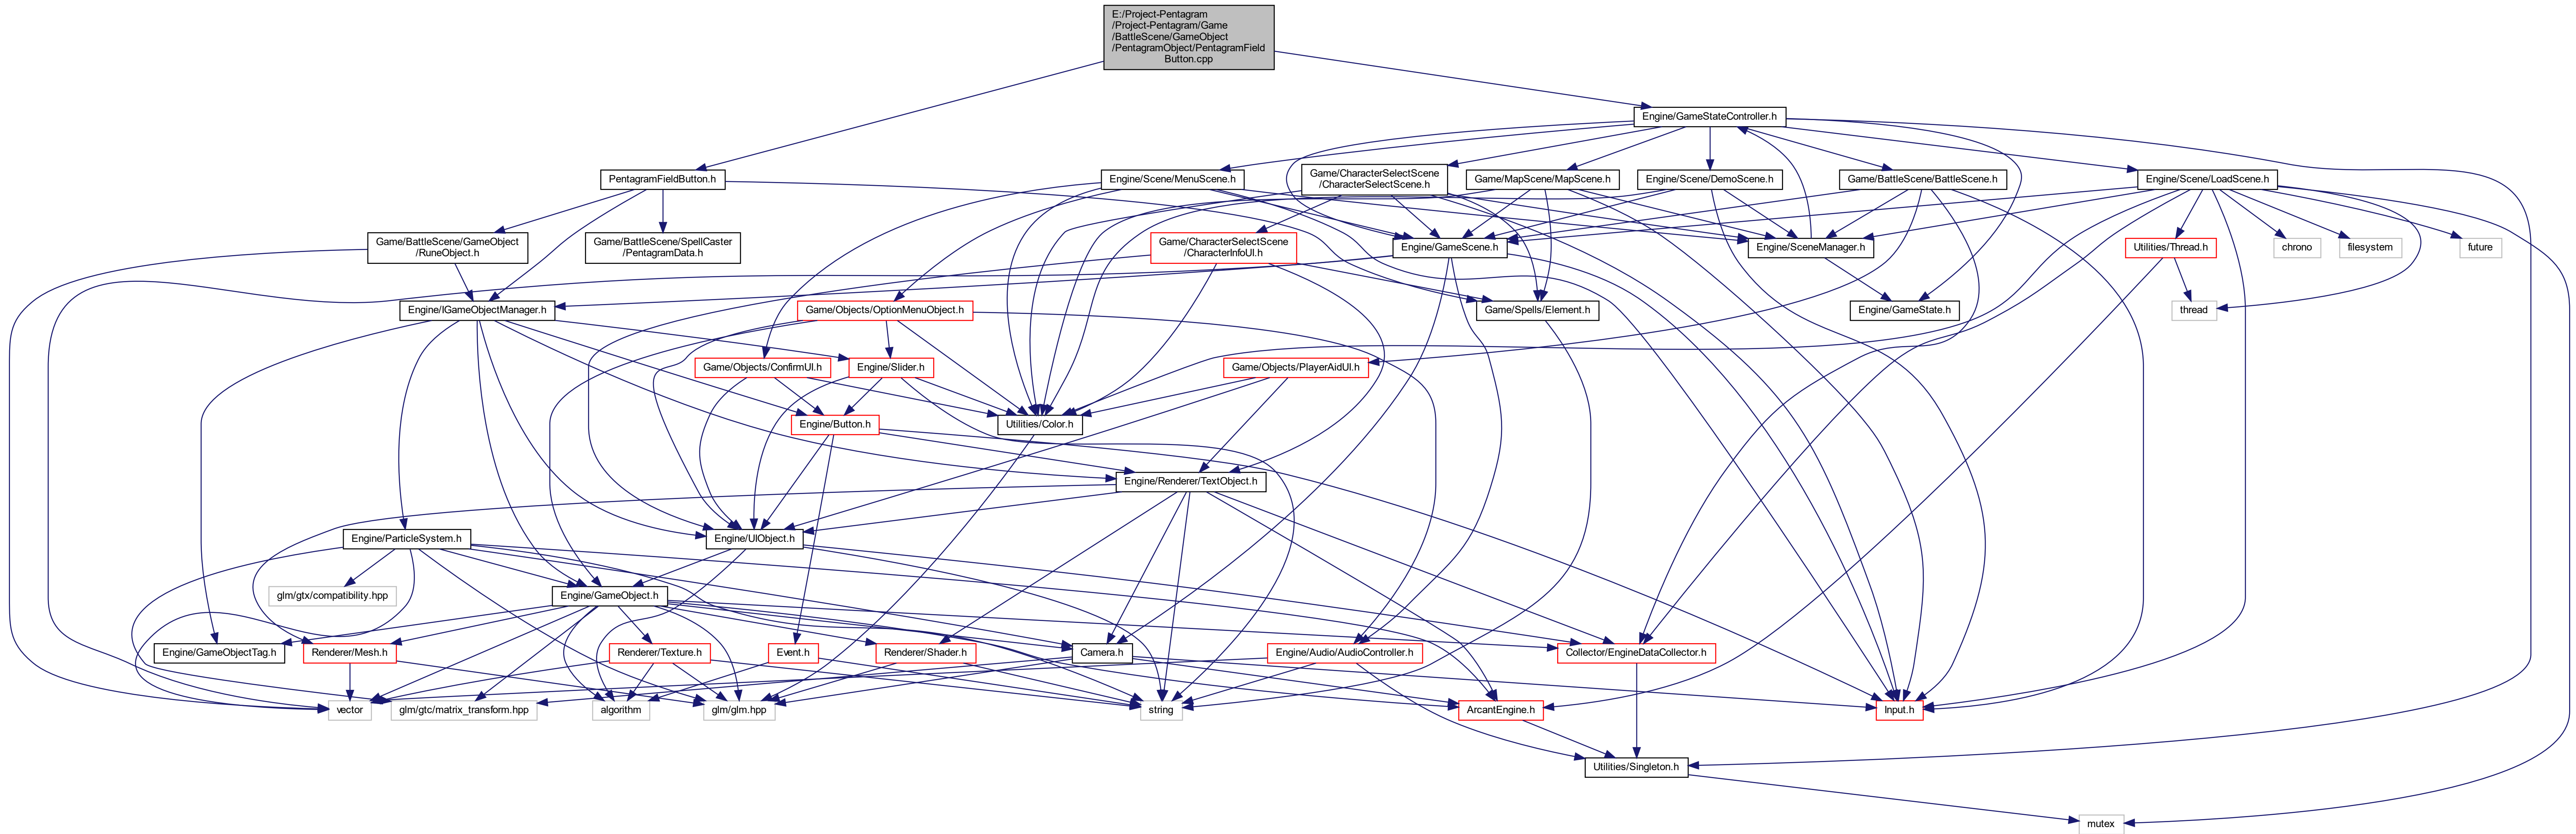 E:/Project-Pentagram
/Project-Pentagram/Game
/BattleScene/GameObject
/PentagramObject/PentagramField
Button.cpp
Engine/GameStateController.h
PentagramFieldButton.h
Engine/Scene/MenuScene.h
Game/CharacterSelectScene
/CharacterSelectScene.h
Game/MapScene/MapScene.h
Engine/Scene/DemoScene.h
Game/BattleScene/BattleScene.h
Engine/Scene/LoadScene.h
Game/BattleScene/GameObject
/RuneObject.h
Game/BattleScene/SpellCaster
/PentagramData.h
Game/CharacterSelectScene
/CharacterInfoUI.h
Engine/GameScene.h
Engine/SceneManager.h
Utilities/Thread.h
chrono
filesystem
future
Engine/IGameObjectManager.h
Game/Objects/OptionMenuObject.h
Game/Spells/Element.h
Engine/GameState.h
thread
Game/Objects/ConfirmUI.h
Engine/Slider.h
Game/Objects/PlayerAidUI.h
Engine/Button.h
Utilities/Color.h
Engine/Renderer/TextObject.h
Engine/ParticleSystem.h
Engine/UIObject.h
glm/gtx/compatibility.hpp
Engine/GameObject.h
Engine/GameObjectTag.h
Renderer/Mesh.h
Renderer/Texture.h
Event.h
Renderer/Shader.h
Camera.h
Engine/Audio/AudioController.h
Collector/EngineDataCollector.h
vector
glm/gtc/matrix_transform.hpp
algorithm
glm/glm.hpp
string
ArcantEngine.h
Input.h
Utilities/Singleton.h
mutex